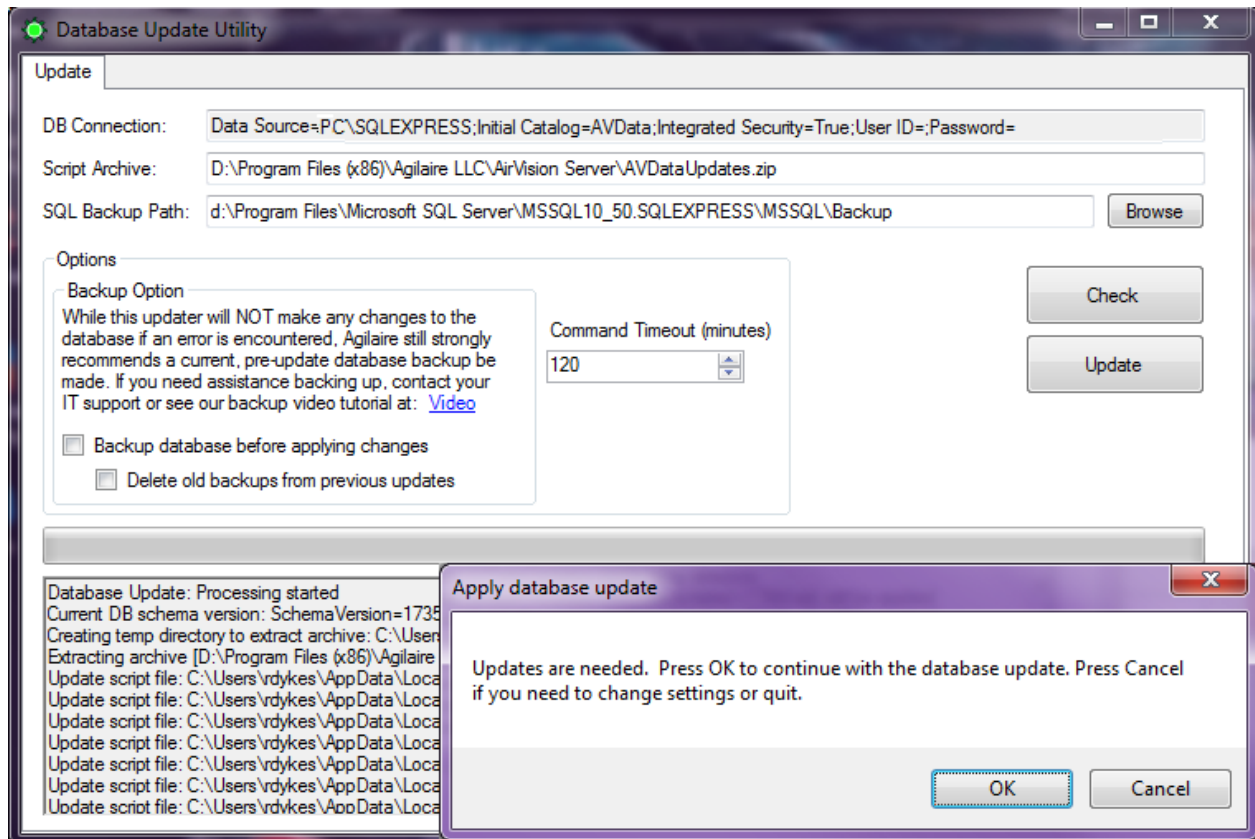 Database Update Utility
Update
DB Connection: Data Source=.PC\SQLEXPRESS;Initial Catalog=AVData;Integrated Security=True;User ID=;Password=
Script Archive: D:\Program Files (x86)\Agilaire LLC\AirVision Server\AVDataUpdates.zip
SQL Backup Path: d:\Program Files\Microsoft SQL Server\MSSQL10_50.SQLEXPRESS\MSSQL\Backup Browse
Options
Backup Option
While this updater will NOT make any changes to the
database if an error is encountered, Agilaire still strongly
recommends a current, pre-update database backup be
made. If you need assistance backing up, contact your
IT support or see our backup video tutorial at: Video
Backup database before applying changes
Delete old backups from previous updates
Command Timeout (minutes)
120
Check
Update
Database Update: Processing started
Current DB schema version: SchemaVersion=1735
Creating temp directory to extract archive: C:\Users
Extracting archive [D:\Program Files (x86)\Agilaire
Update script file: C:\Users\rdykes\AppData\Loca
Update script file: C:\Users\rdykes\AppData\Loca
Update script file: C:\Users\rdykes\AppData\Loca
Update script file: C:\Users\rdykes\AppData\Loca
Update script file: C:\Users\rdykes\AppData\Loca
Update script file: C:\Users\rdykes\AppData\Loca
Update script file: C:\Users\rdykes\AppData\Loca
Apply database update
Updates are needed. Press OK to continue with the database update. Press Cancel
if you need to change settings or quit.
OK
Cancel